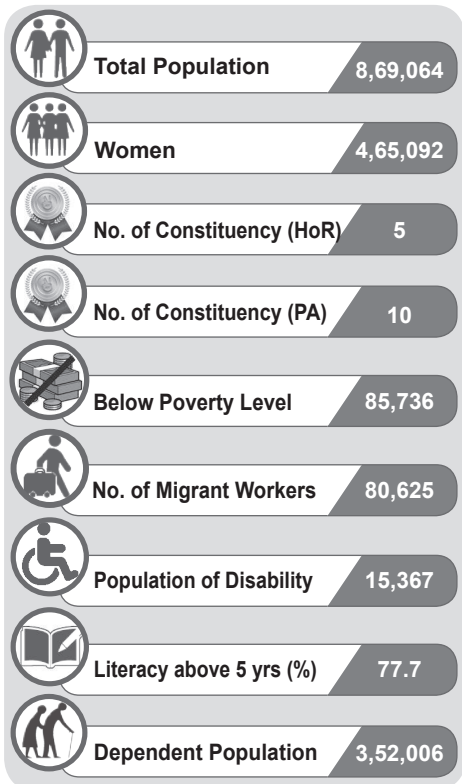 Total Population 8,69,064
Women 4,65,092
No. of Constituency (HoR) 5
No. of Constituency (PA) 10
Below Poverty Level 85,736
No. of Migrant Workers 80,625
Population of Disability 15,367
Literacy above 5 yrs (%) 77.7
Dependent Population 3,52,006